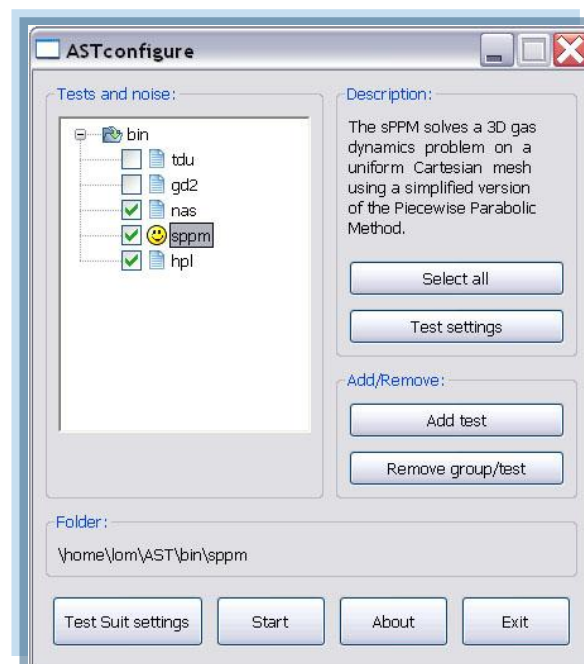 ASTconfigure
Tests and noise:
bin
tdu
gd2
nas
sppm
hpl
Description:
The sPPM solves a 3D gas
dynamics problem on a
uniform Cartesian mesh
using a simplified version
of the Piecewise Parabolic
Method.
Select all
Test settings
Add/Remove:
Add test
Remove group/test
Folder:
\home\lom\AST\bin\sppm
Test Suit settings
Start
About
Exit